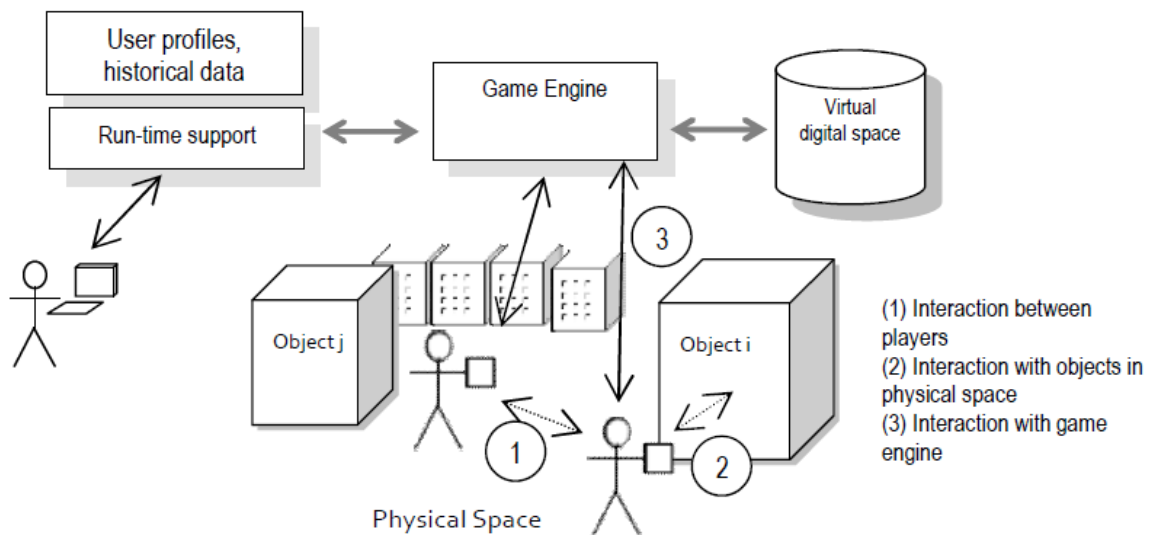 User profiles,
historical data
Run-time support
Game Engine
Virtual
digital space
3
Object j
Object i
1
2
Physical Space
(1) Interaction between
players
(2) Interaction with objects in
physical space
(3) Interaction with game
engine